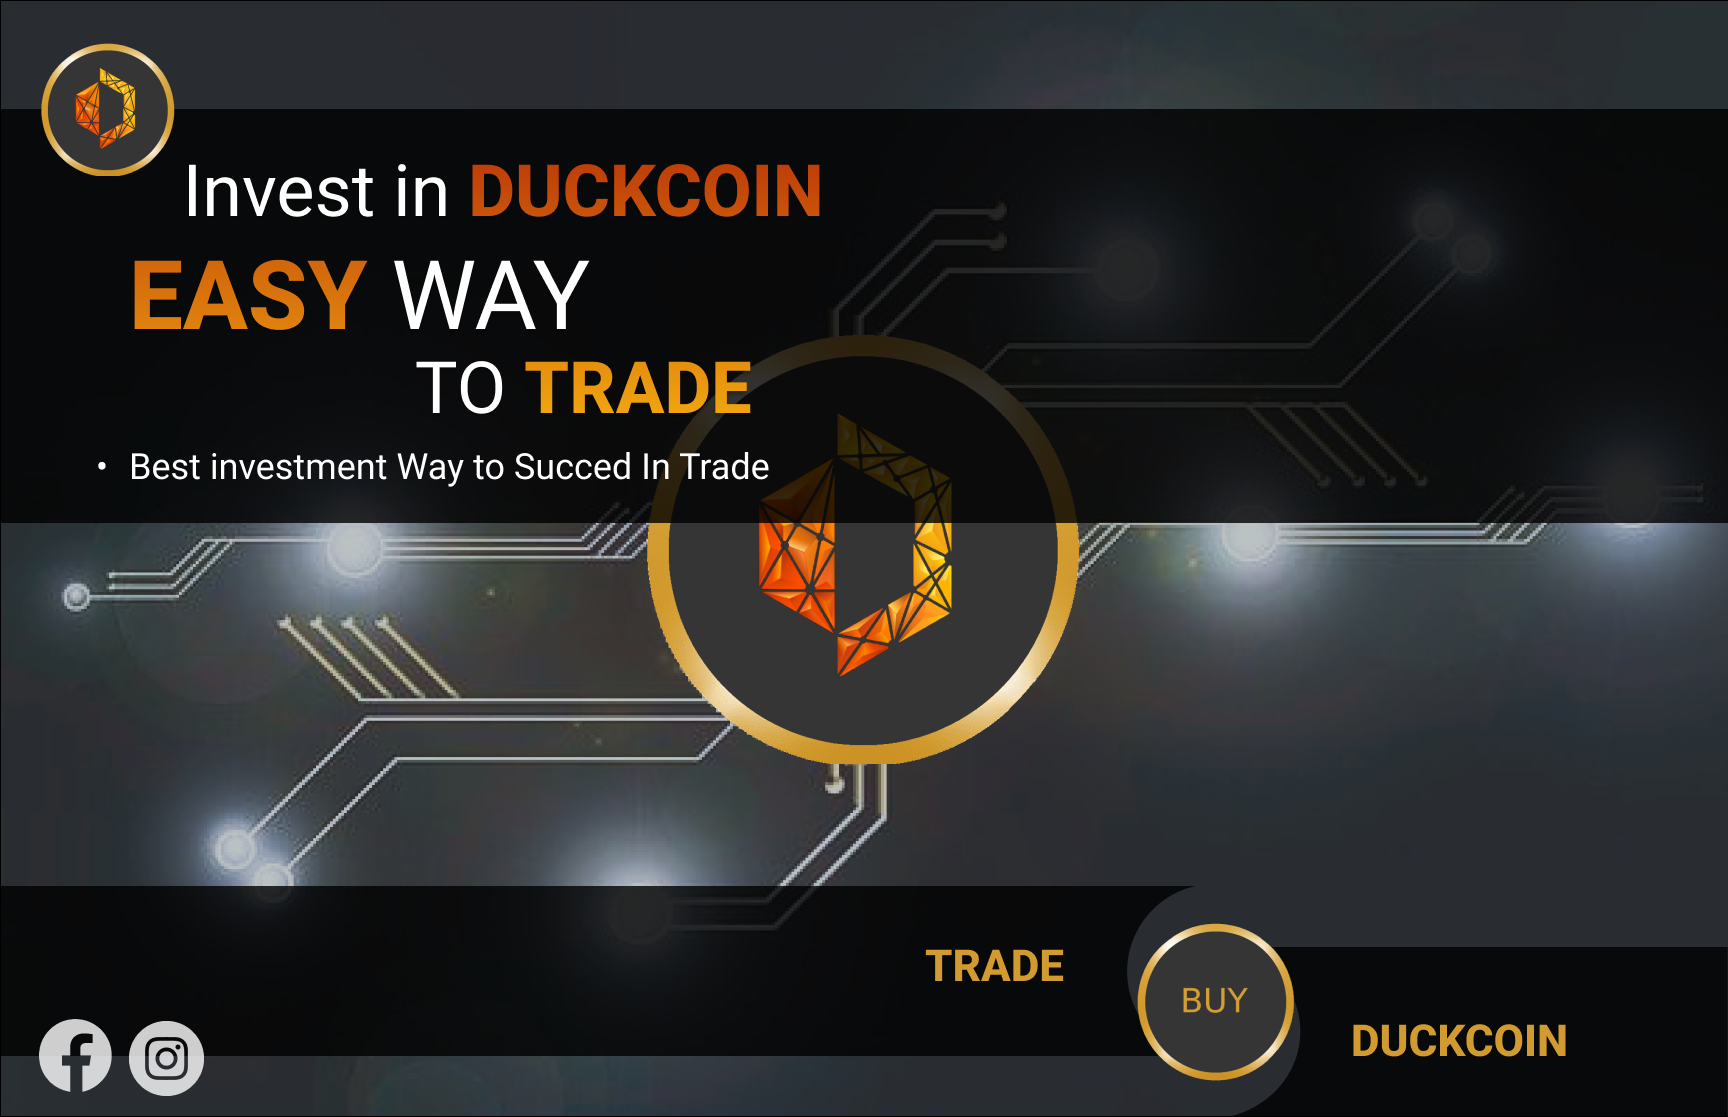 Invest in DUCKCOIN
EASY WAY
TO TRADE
• Best investment Way to Succed In Trade
TRADE
BUY
DUCKCOIN